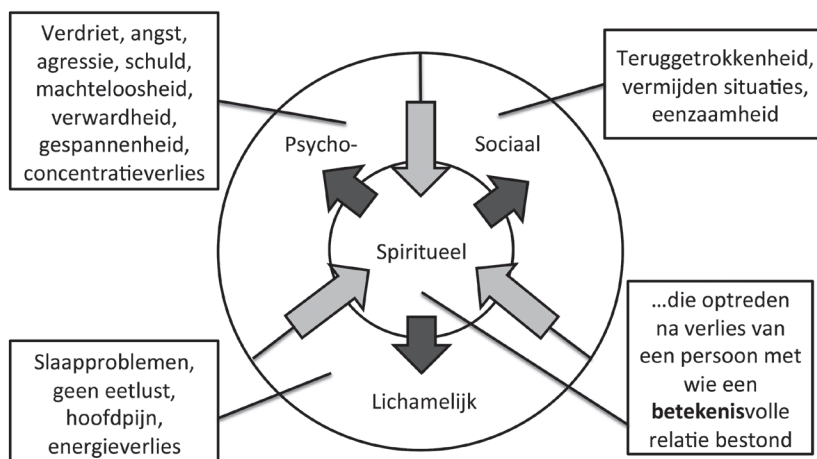 Verdriet, angst,
agressie, schuld,
machteloosheid,
verwardheid,
gespannenheid,
concentratieverlies
Teruggetrokkenheid,
vermijden situaties,
eenzaamheid
Psycho-
Sociaal
Spiritueel
Lichamelijk
Slaapproblemen,
geen eetlust,
hoofdpijn,
energieverlies
...die optreden
na verlies van
een persoon met
wie een
betekenisvolle
relatie bestond